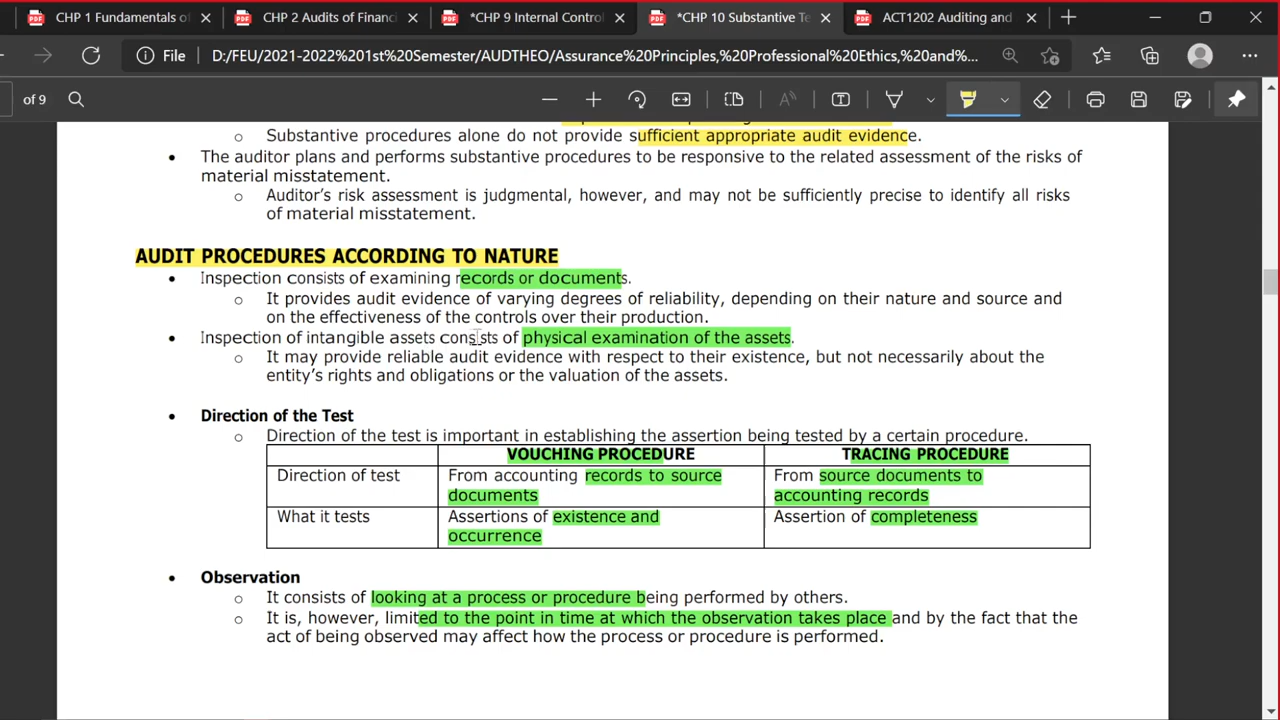 CHP 1 Fundamentals of
CHP 2 Audits of Financi
*CHP 9 Internal Control
*CHP 10 Substantive Te
ACT1202 Auditing and
File
D:/FEU/2021-2022%201st%20Semester/AUDTHEO/Assurance%20Principles,%20Professional%20Ethics,%20and%...
of 9
o Substantive procedures alone do not provide sufficient appropriate audit evidence.
• The auditor plans and performs substantive procedures to be responsive to the related assessment of the risks of
material misstatement.
o Auditor's risk assessment is judgmental, however, and may not be sufficiently precise to identify all risks
of material misstatement.
AUDIT PROCEDURES ACCORDING TO NATURE
• Inspection consists of examining records or documents.
o It provides audit evidence of varying degrees of reliability, depending on their nature and source and
on the effectiveness of the controls over their production.
• Inspection of intangible assets consists of physical examination of the assets.
o It may provide reliable audit evidence with respect to their existence, but not necessarily about the
entity's rights and obligations or the valuation of the assets.
• Direction of the Test
o Direction of the test is important in establishing the assertion being tested by a certain procedure.
VOUCHING PROCEDURE TRACING PROCEDURE
Direction of test From accounting records to source From source documents to
documents accounting records
What it tests Assertions of existence and Assertion of completeness
occurrence
• Observation
o It consists of looking at a process or procedure being performed by others.
o It is, however, limited to the point in time at which the observation takes place and by the fact that the
act of being observed may affect how the process or procedure is performed.